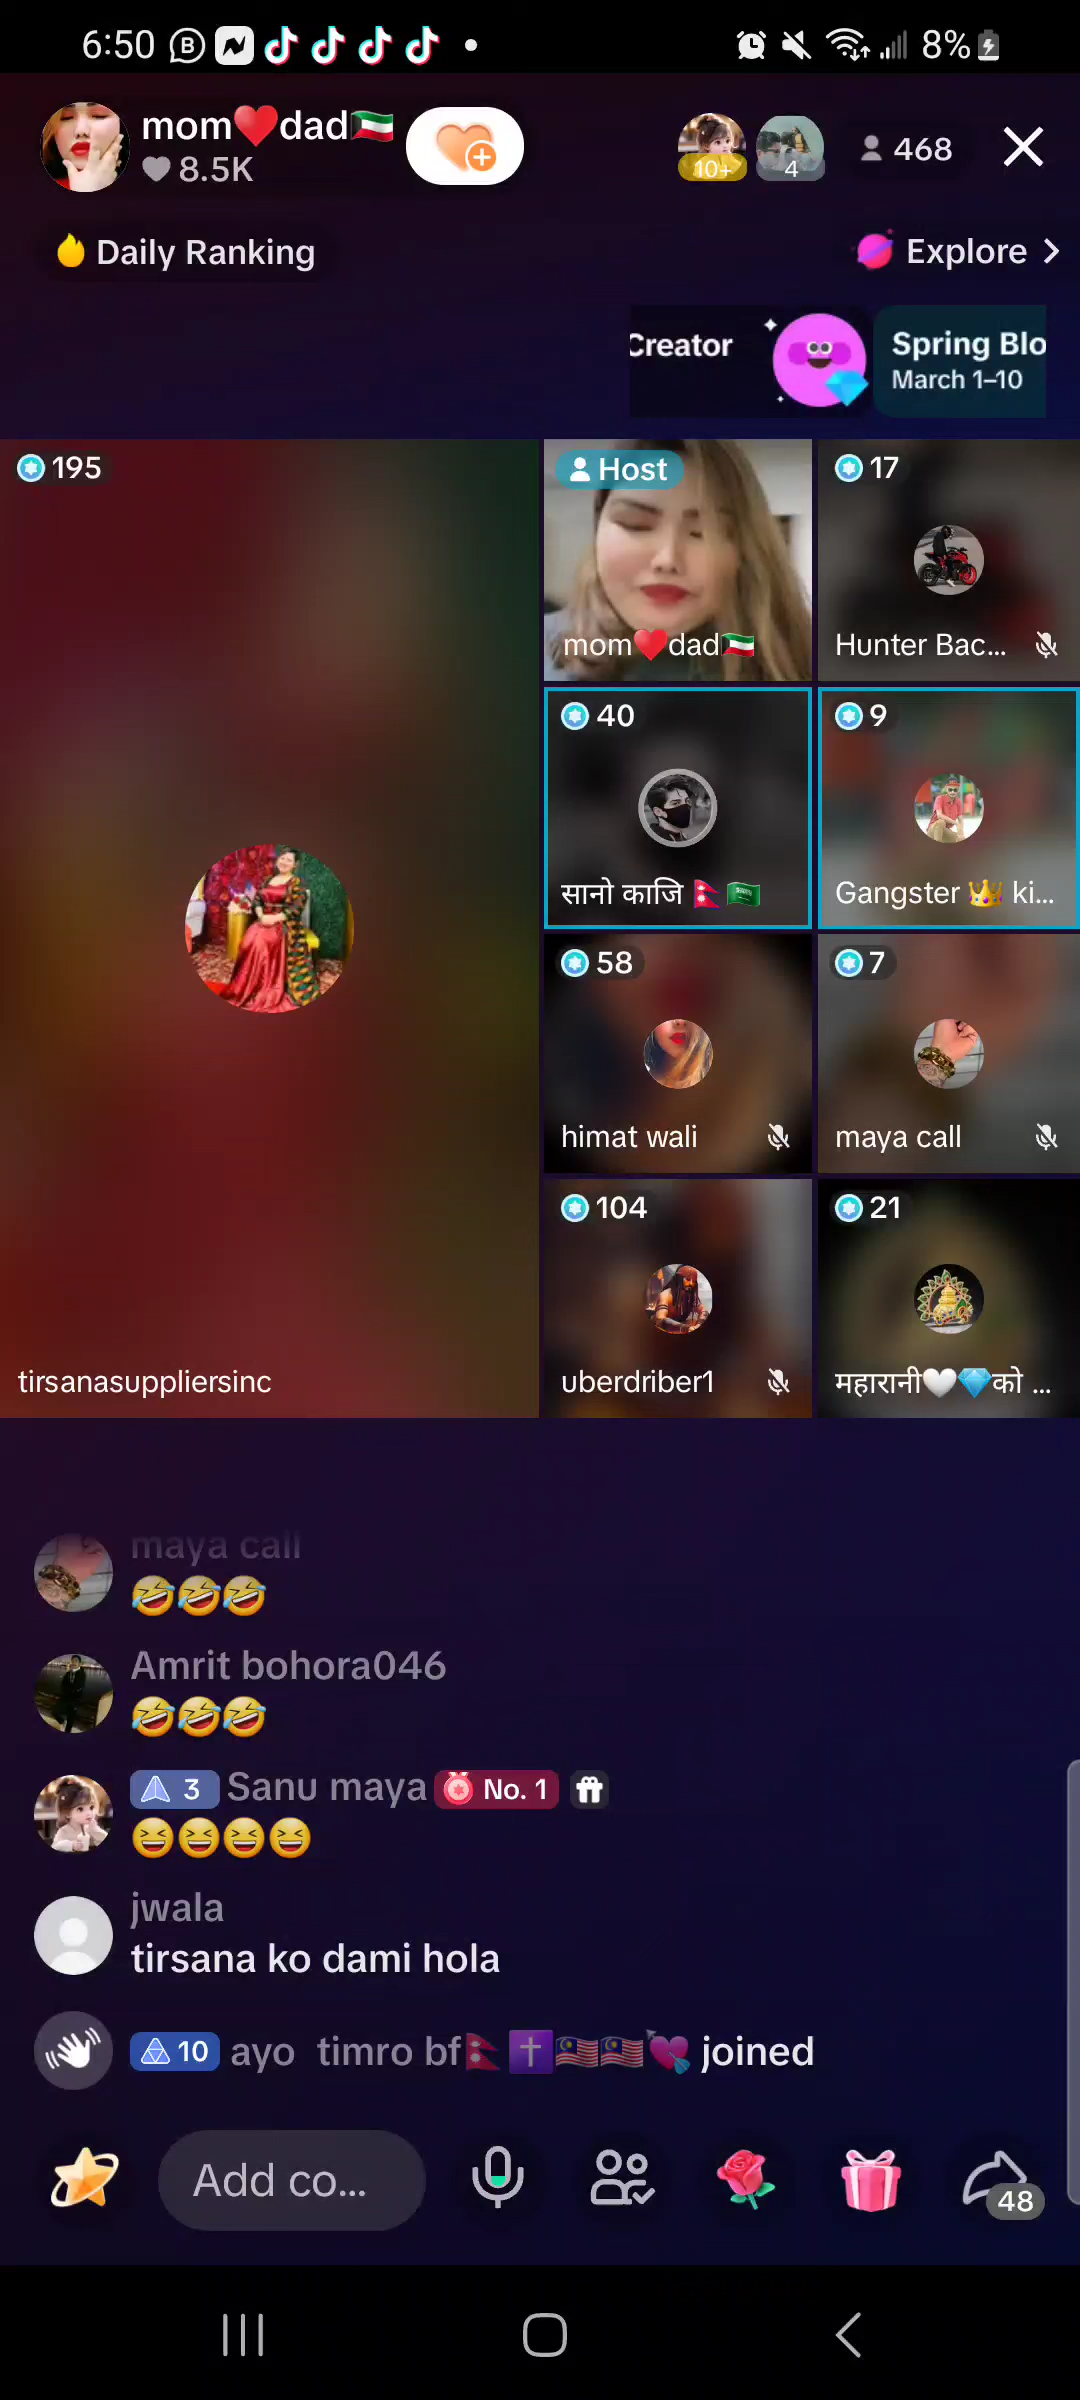 6:50
8%
mom❤️dad🇰🇼
8.5K
10+
4
468
Daily Ranking
Explore
Creator
Spring Blo
March 1–10
195
Host
17
mom❤️dad🇰🇼
Hunter Bac...
40
9
सानो काजि 🇳🇵🇸🇦
Gangster 👑 ki...
58
7
himat wali
maya call
104
21
tirsanasuppliersinc
uberdriber1
महारानी🤍💎को ...
maya call
🤣🤣🤣
Amrit bohora046
🤣🤣🤣
3 Sanu maya No. 1
😆😆😆😆
jwala
tirsana ko dami hola
10 ayo timro bf🇳🇵✝️🇲🇾🇲🇾💘 joined
Add co...
48